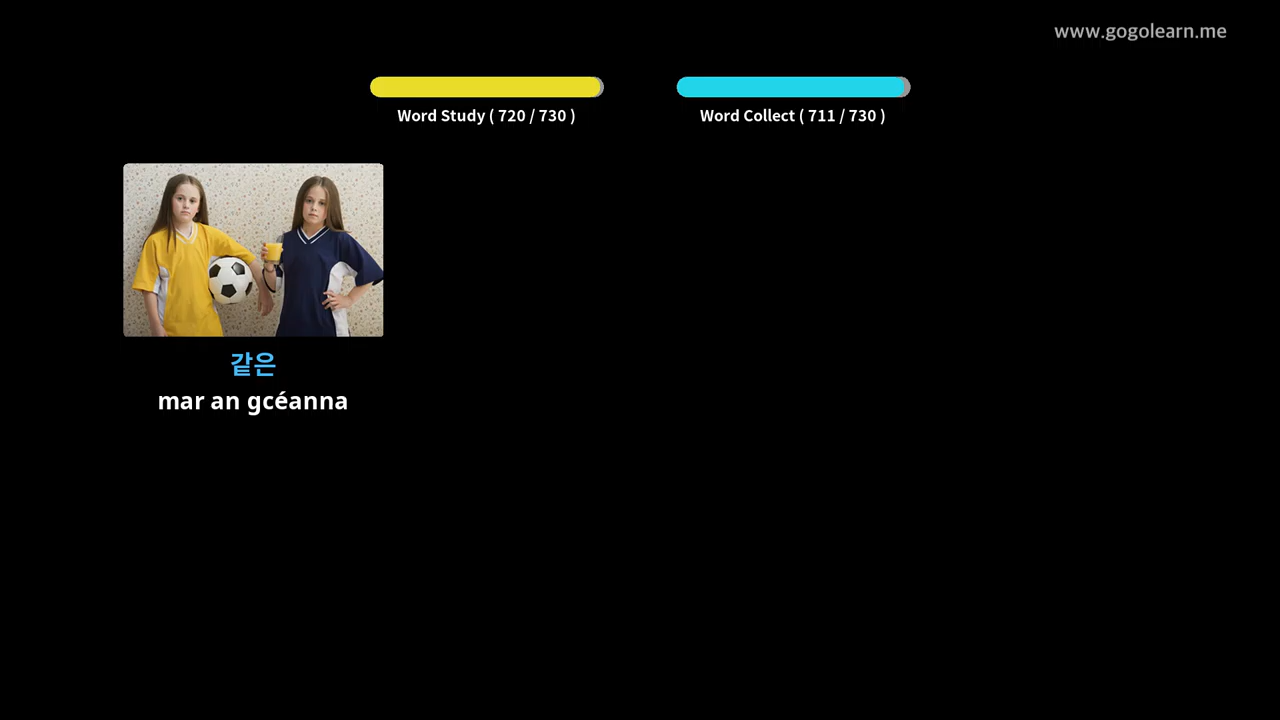 www.gogolearn.me
Word Study ( 720 / 730 )
Word Collect ( 711 / 730 )
같은
mar an gcéanna